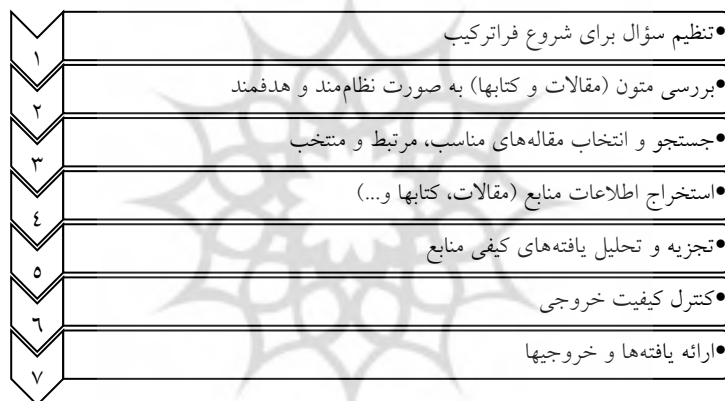 •تنظیم سؤال برای شروع فراترکیب
۱
•بررسی متون (مقالات و کتابها) به صورت نظام‌مند و هدفمند
۲
•جستجو و انتخاب مقاله‌های مناسب، مرتبط و منتخب
۳
•استخراج اطلاعات منابع (مقالات، کتابها و...)
٤
•تجزیه و تحلیل یافته‌های کیفی منابع
٥
•کنترل کیفیت خروجی
٦
•ارائه یافته‌ها و خروجیها
۷